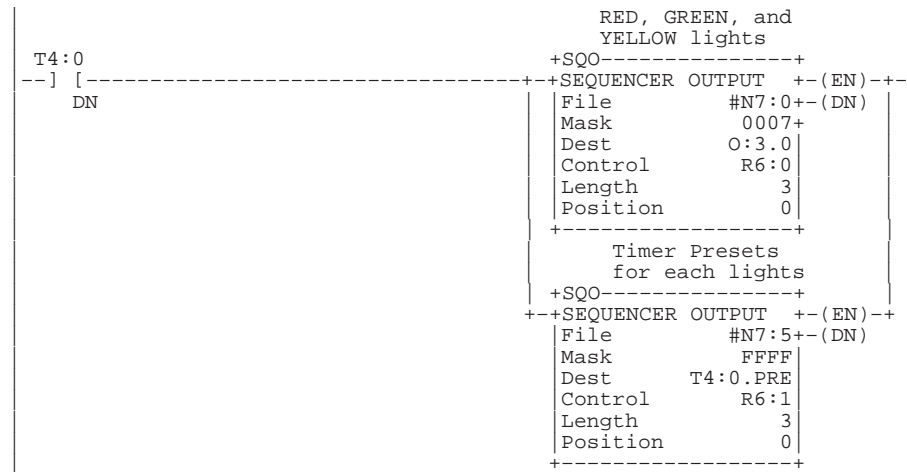 RED, GREEN, and
YELLOW lights
T4:0
+SQO---------------+
--] [----------------------------------+-+SEQUENCER OUTPUT +-(EN)-+-
DN
|File #N7:0+-(DN) |
|Mask 0007+
|Dest O:3.0|
|Control R6:0|
|Length 3|
|Position 0|
+------------------+
Timer Presets
for each lights
+SQO---------------+
+-+SEQUENCER OUTPUT +-(EN)-+
|File #N7:5+-(DN)
|Mask FFFF|
|Dest T4:0.PRE|
|Control R6:1|
|Length 3|
|Position 0|
+------------------+